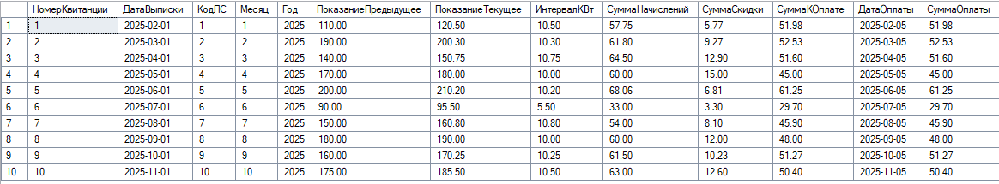 НомерКвитанции ДатаВыписки КодЛС Месяц Год ПоказаниеПредыдущее ПоказаниеТекущее ИнтервалКВт СуммаНачислений СуммаСкидки СуммаКОплате ДатаОплаты СуммаОплаты
1 1 2025-02-01 1 1 2025 110.00 120.50 10.50 57.75 5.77 51.98 2025-02-05 51.98
2 2 2025-03-01 2 2 2025 190.00 200.30 10.30 61.80 9.27 52.53 2025-03-05 52.53
3 3 2025-04-01 3 3 2025 140.00 150.75 10.75 64.50 12.90 51.60 2025-04-05 51.60
4 4 2025-05-01 4 4 2025 170.00 180.00 10.00 60.00 15.00 45.00 2025-05-05 45.00
5 5 2025-06-01 5 5 2025 200.00 210.20 10.20 68.06 6.81 61.25 2025-06-05 61.25
6 6 2025-07-01 6 6 2025 90.00 95.50 5.50 33.00 3.30 29.70 2025-07-05 29.70
7 7 2025-08-01 7 7 2025 150.00 160.80 10.80 54.00 8.10 45.90 2025-08-05 45.90
8 8 2025-09-01 8 8 2025 180.00 190.00 10.00 60.00 12.00 48.00 2025-09-05 48.00
9 9 2025-10-01 9 9 2025 160.00 170.25 10.25 61.50 10.23 51.27 2025-10-05 51.27
10 10 2025-11-01 10 10 2025 175.00 185.50 10.50 63.00 12.60 50.40 2025-11-05 50.40